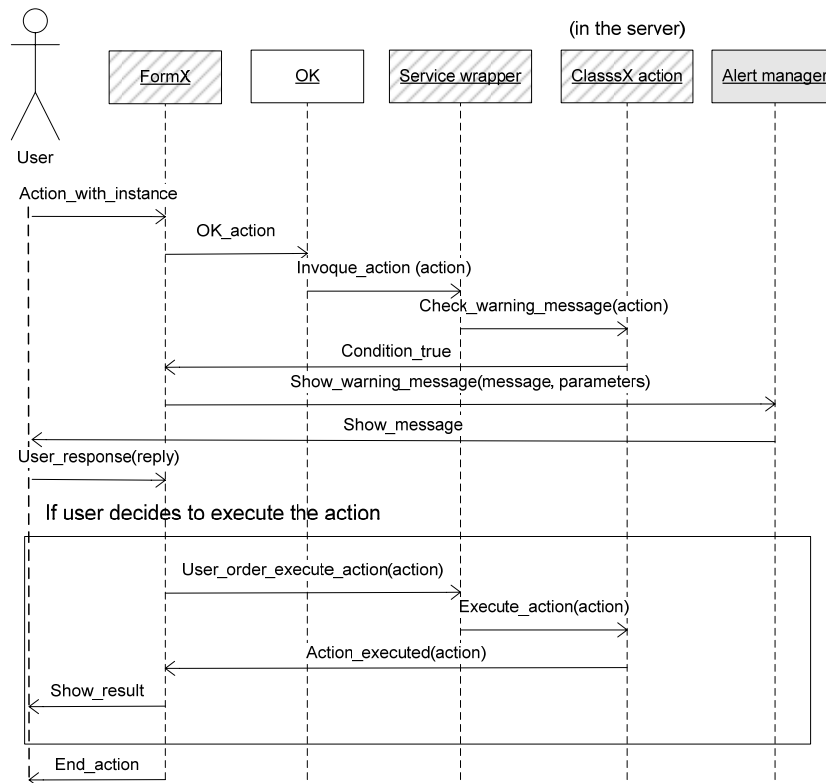 (in the server)
FormX
OK
Service wrapper
ClasssX action
Alert manager
User
Action_with_instance
OK_action
Invoque_action (action)
Check_warning_message(action)
Condition_true
Show_warning_message(message, parameters)
Show_message
User_response(reply)
If user decides to execute the action
User_order_execute_action(action)
Execute_action(action)
Action_executed(action)
Show_result
End_action